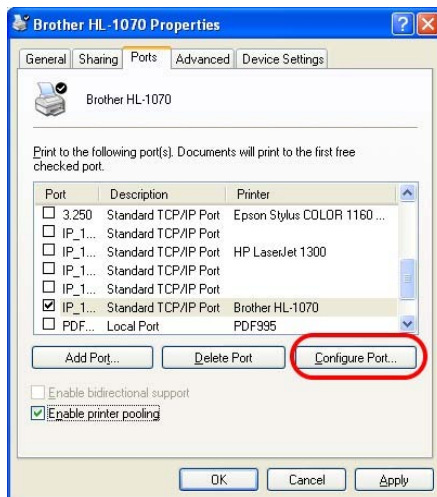 Brother HL-1070 Properties
General Sharing Ports Advanced Device Settings
Brother HL-1070
Print to the following port(s). Documents will print to the first free
checked port.
Port Description Printer
3.250 Standard TCP/IP Port Epson Stylus COLOR 1160 ...
IP_1... Standard TCP/IP Port
IP_1... Standard TCP/IP Port HP LaserJet 1300
IP_1... Standard TCP/IP Port
IP_1... Standard TCP/IP Port
IP_1... Standard TCP/IP Port Brother HL-1070
PDF... Local Port PDF995
Add Port... Delete Port Configure Port...
Enable bidirectional support
Enable printer pooling
OK Cancel Apply